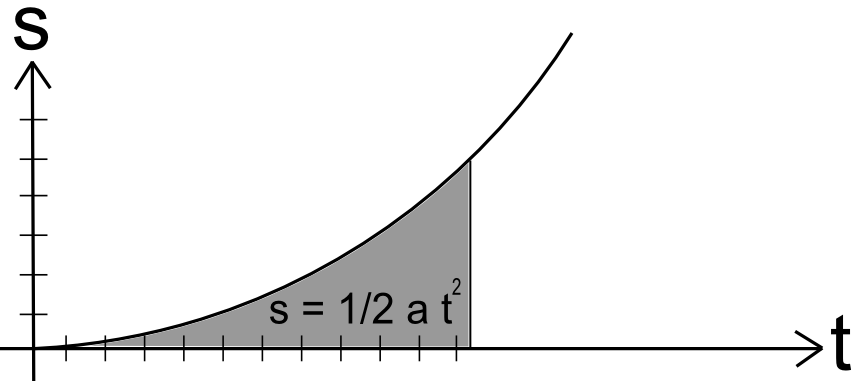 s
s = 1/2 a t²
t